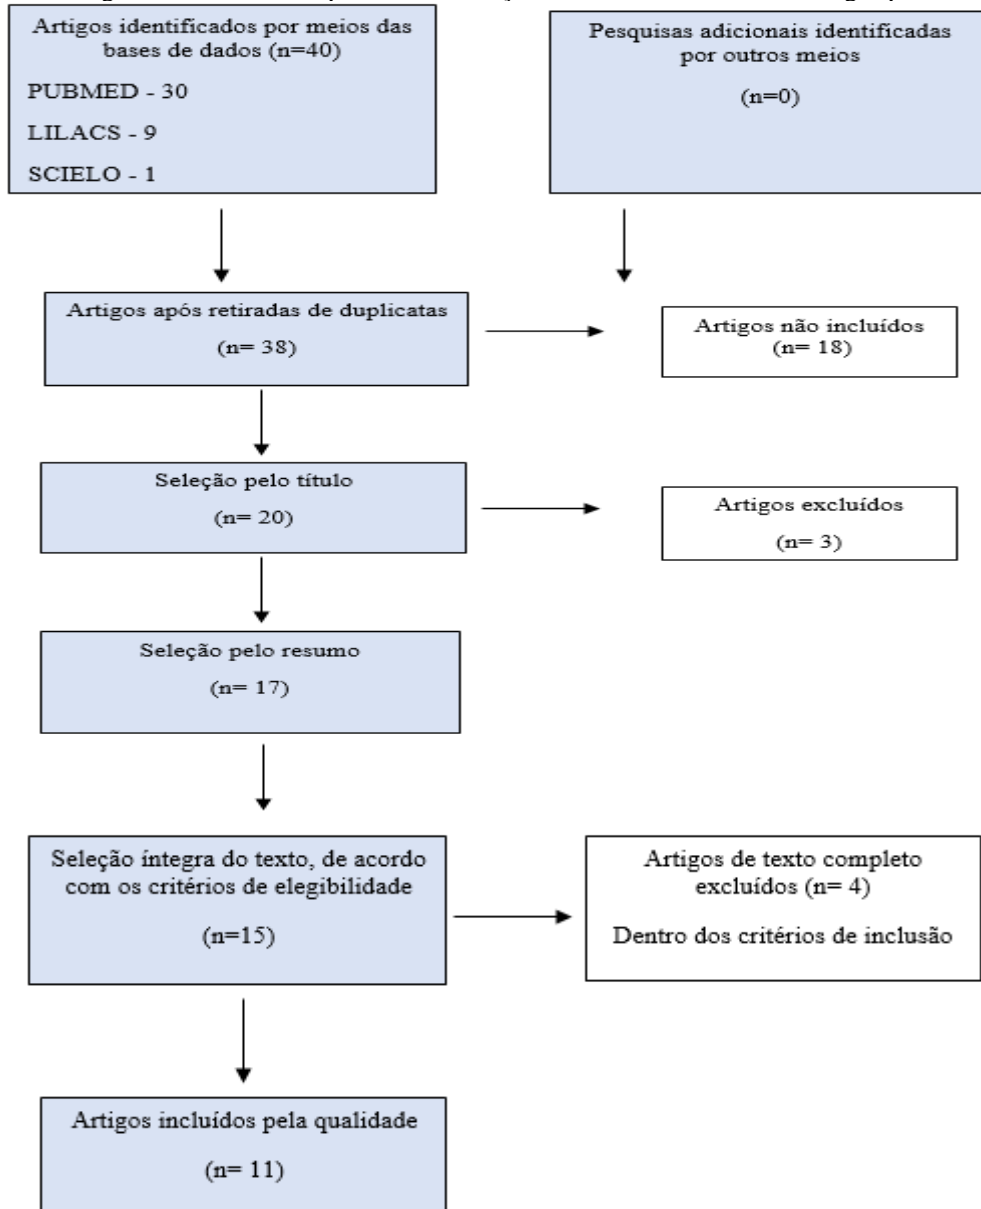 Artigos identificados por meios das
bases de dados (n=40)
PUBMED - 30
LILACS - 9
SCIELO - 1
Pesquisas adicionais identificadas
por outros meios
(n=0)
Artigos após retiradas de duplicatas
(n= 38)
Artigos não incluídos
(n= 18)
Seleção pelo título
(n= 20)
Artigos excluídos
(n= 3)
Seleção pelo resumo
(n= 17)
Seleção íntegra do texto, de acordo
com os critérios de elegibilidade
(n=15)
Artigos de texto completo
excluídos (n= 4)
Dentro dos critérios de inclusão
Artigos incluídos pela qualidade
(n= 11)